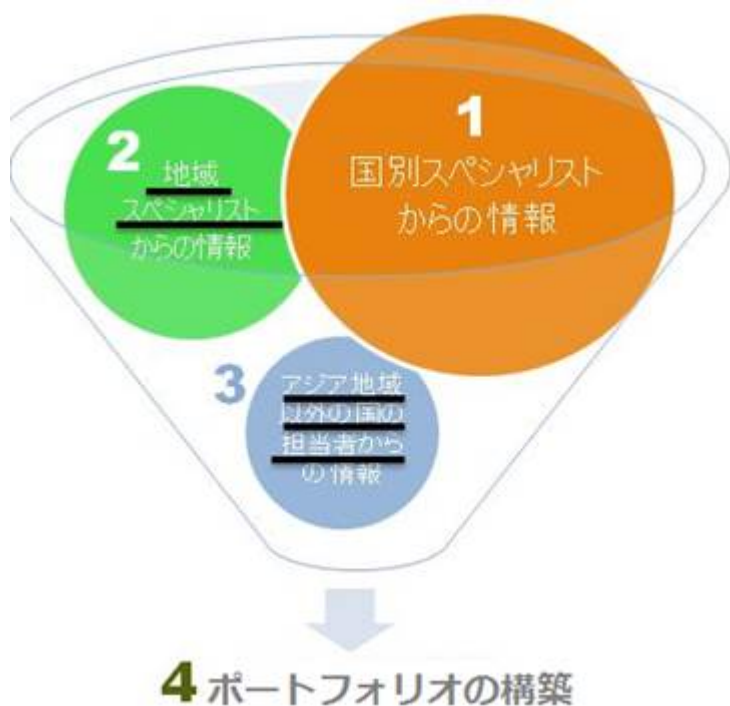 1
国別スペシャリスト
からの情報
2
地域
スペシャリスト
からの情報
3
アジア地域
以外の国の
担当者から
の情報
4 ポートフォリオの構築